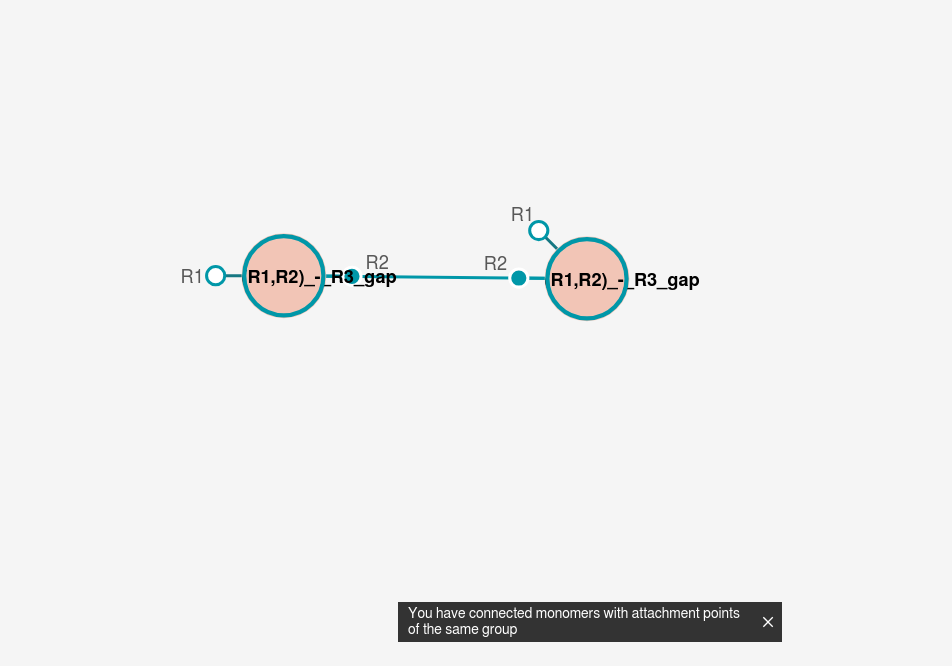 R1
R1
R1,R2)_-_R3_gap
R2
R2
R1,R2)_-_R3_gap
You have connected monomers with attachment points
of the same group